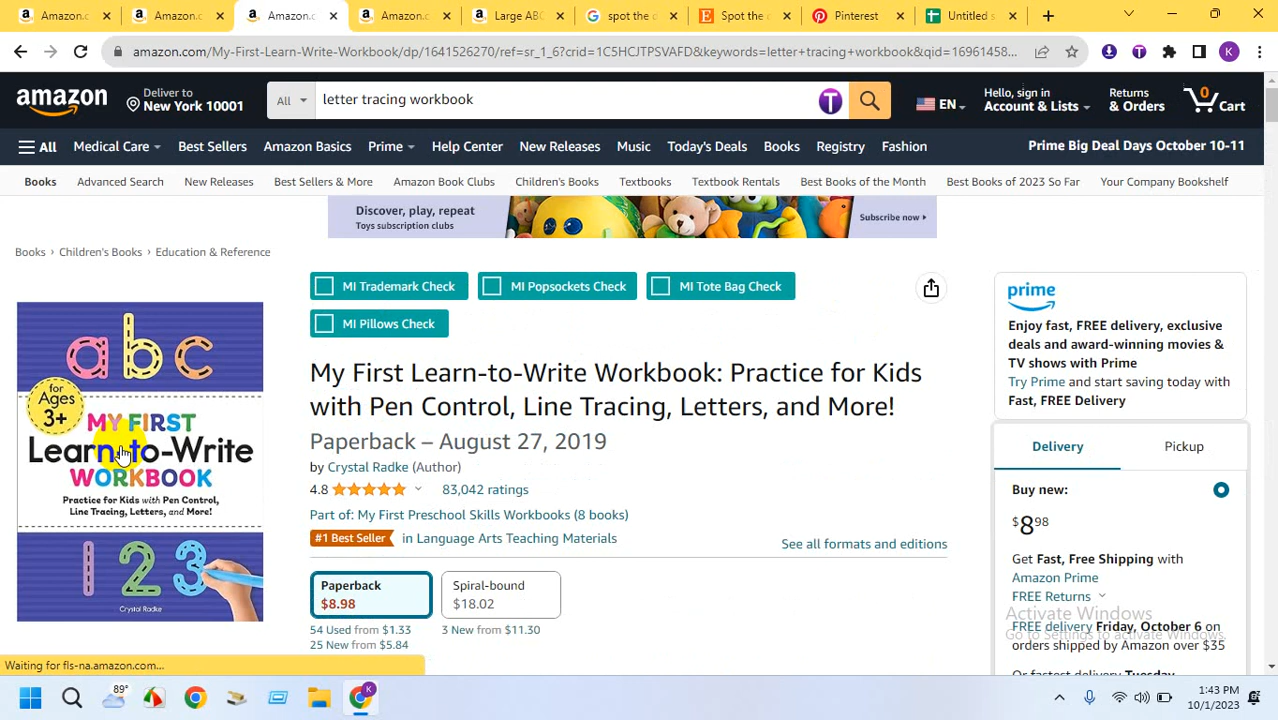 Amazon.c
Amazon.
Amazon.c
Amazon.
Large ABC
spot the d
Spot the
Pinterest
Untitled s
amazon.com/My-First-Learn-Write-Workbook/dp/1641526270/ref=sr_1_6?crid=1C5HCJTPSVAFD&keywords=letter+tracing+workbook&qid=16961458...
K
amazon
Deliver to
New York 10001
All
letter tracing workbook
T
EN
Hello, sign in
Account & Lists
Returns
& Orders
0
Cart
All
Medical Care
Best Sellers
Amazon Basics
Prime
Help Center
New Releases
Music
Today's Deals
Books
Registry
Fashion
Prime Big Deal Days October 10-11
Books
Advanced Search
New Releases
Best Sellers & More
Amazon Book Clubs
Children's Books
Textbooks
Textbook Rentals
Best Books of the Month
Best Books of 2023 So Far
Your Company Bookshelf
Discover, play, repeat
Toys subscription clubs
Subscribe now
Books › Children's Books › Education & Reference
abc
for
Ages
3+
MY FIRST
Learn-to-Write
WORKBOOK
Practice for Kids with Pen Control,
Line Tracing, Letters, and More!
123
Crystal Radke
MI Trademark Check
MI Popsockets Check
MI Tote Bag Check
MI Pillows Check
My First Learn-to-Write Workbook: Practice for Kids
with Pen Control, Line Tracing, Letters, and More!
Paperback – August 27, 2019
by Crystal Radke (Author)
4.8
83,042 ratings
Part of: My First Preschool Skills Workbooks (8 books)
#1 Best Seller
in Language Arts Teaching Materials
See all formats and editions
Paperback
$8.98
Spiral-bound
$18.02
54 Used from $1.33
25 New from $5.84
3 New from $11.30
prime
Enjoy fast, FREE delivery, exclusive
deals and award-winning movies &
TV shows with Prime
Try Prime and start saving today with
Fast, FREE Delivery
Delivery
Pickup
Buy new:
$8 98
Get Fast, Free Shipping with
Amazon Prime
FREE Returns
FREE delivery Friday, October 6 on
orders shipped by Amazon over $35
Or fastest delivery Tuesday
Activate Windows
Go to Settings to activate Windows.
Waiting for fls-na.amazon.com...
89°
K
1:43 PM
10/1/2023